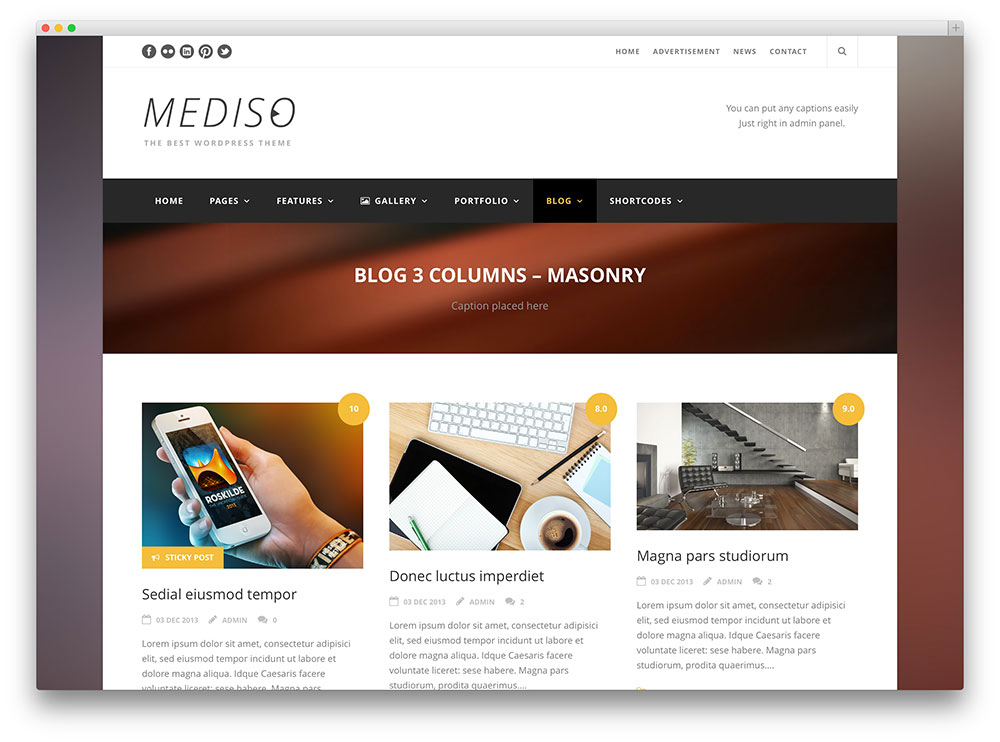 HOME ADVERTISEMENT NEWS CONTACT
MEDISO
THE BEST WORDPRESS THEME
You can put any captions easily
Just right in admin panel.
HOME PAGES FEATURES GALLERY PORTFOLIO BLOG SHORTCODES
BLOG 3 COLUMNS – MASONRY
Caption placed here
10
ROSKILDE
2013
STICKY POST
Sedial eiusmod tempor
03 DEC 2013 ADMIN 0
Lorem ipsum dolor sit amet, consectetur adipisici
elit, sed eiusmod tempor incidunt ut labore et
dolore magna aliqua. Idque Caesaris facere
voluntate liceret: sese habere. Magna pars
8.0
Donec luctus imperdiet
03 DEC 2013 ADMIN 2
Lorem ipsum dolor sit amet, consectetur adipisici
elit, sed eiusmod tempor incidunt ut labore et
dolore magna aliqua. Idque Caesaris facere
voluntate liceret: sese habere. Magna pars
studiorum, prodita quaerimus....
9.0
Magna pars studiorum
03 DEC 2013 ADMIN 2
Lorem ipsum dolor sit amet, consectetur adipisici
elit, sed eiusmod tempor incidunt ut labore et
dolore magna aliqua. Idque Caesaris facere
voluntate liceret: sese habere. Magna pars
studiorum, prodita quaerimus....